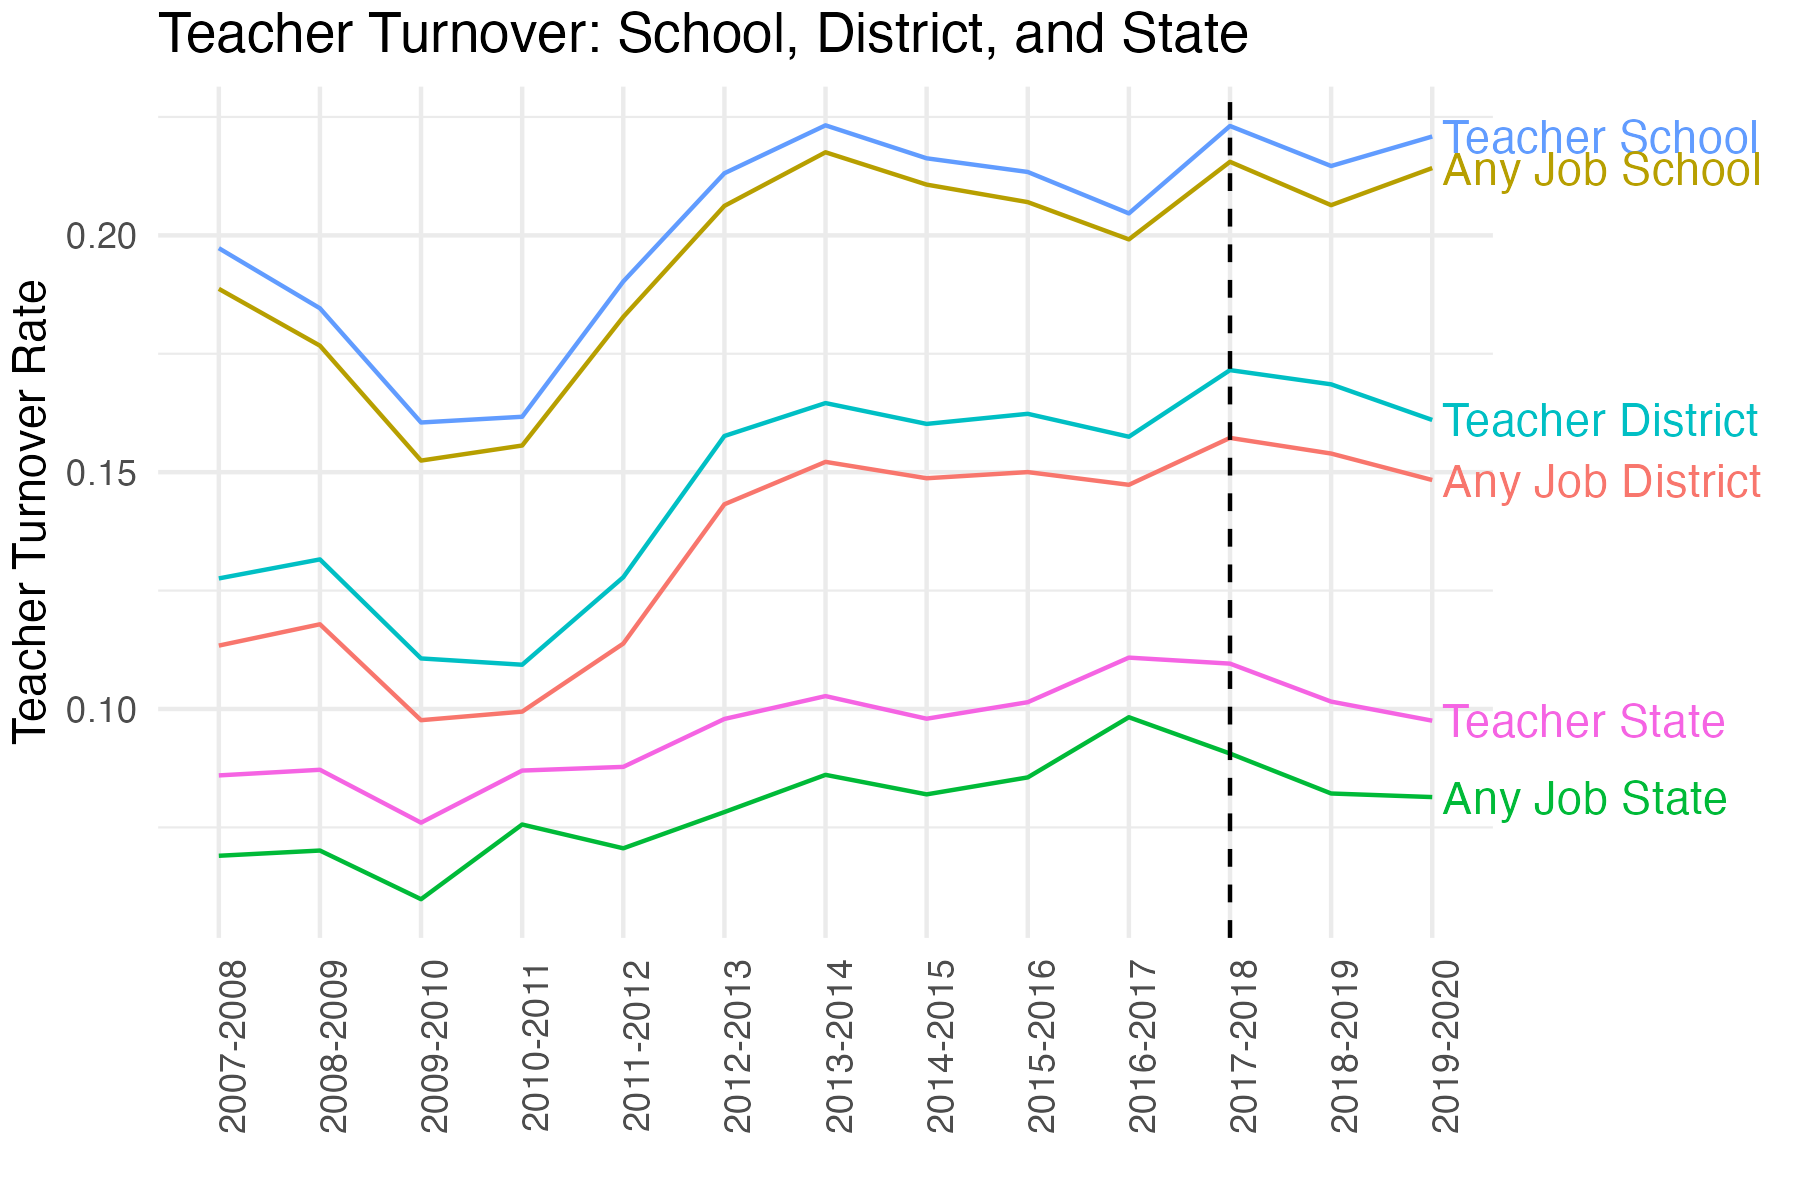 Teacher Turnover: School, District, and State
Teacher Turnover Rate
0.20
0.15
0.10
Teacher School
Any Job School
Teacher District
Any Job District
Teacher State
Any Job State
2007-2008
2008-2009
2009-2010
2010-2011
2011-2012
2012-2013
2013-2014
2014-2015
2015-2016
2016-2017
2017-2018
2018-2019
2019-2020